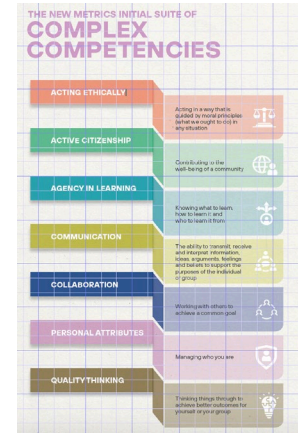 THE NEW METRICS INITIAL SUITE OF
COMPLEX
COMPETENCIES
ACTING ETHICALLY
Acting in a way that is
guided by moral principles
(what we ought to do) in
any situation
ACTIVE CITIZENSHIP
Contributing to the
well-being of a community
AGENCY IN LEARNING
Knowing what to learn,
how to learn it and
who to learn it from
COMMUNICATION
The ability to transmit, receive
and interpret information,
ideas, arguments, feelings
and beliefs to support the
purposes of the individual
or group
COLLABORATION
Working with others to
achieve a common goal
PERSONAL ATTRIBUTES
Managing who you are
QUALITY THINKING
Thinking things through to
achieve better outcomes for
yourself or your group